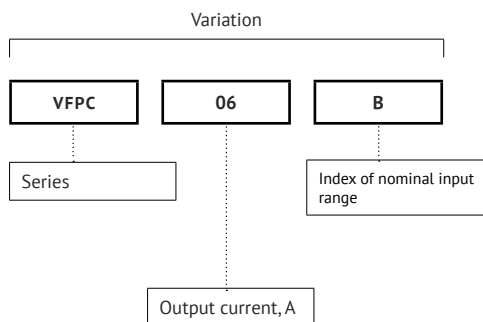 Variation
VFPC 06 B
Series
Index of nominal input
range
Output current, A